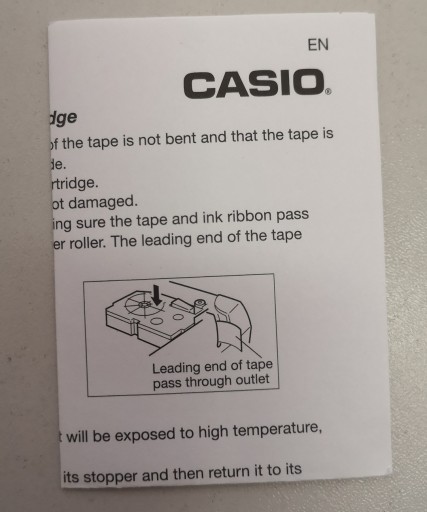 EN
CASIO®
dge
of the tape is not bent and that the tape is
de.
rtridge.
ot damaged.
ing sure the tape and ink ribbon pass
er roller. The leading end of the tape
Leading end of tape
pass through outlet
t will be exposed to high temperature,
its stopper and then return it to its